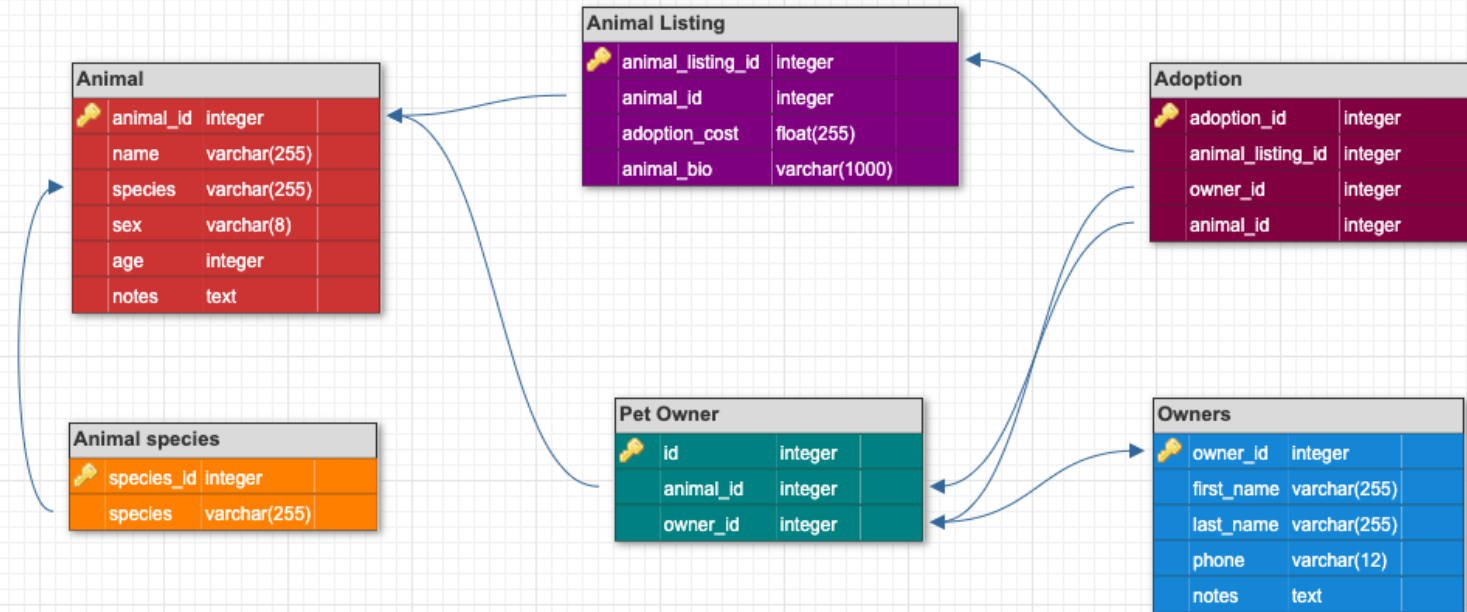 Animal
animal_id integer
name varchar(255)
species varchar(255)
sex varchar(8)
age integer
notes text
Animal species
species_id integer
species varchar(255)
Animal Listing
animal_listing_id integer
animal_id integer
adoption_cost float(255)
animal_bio varchar(1000)
Pet Owner
id integer
animal_id integer
owner_id integer
Adoption
adoption_id integer
animal_listing_id integer
owner_id integer
animal_id integer
Owners
owner_id integer
first_name varchar(255)
last_name varchar(255)
phone varchar(12)
notes text